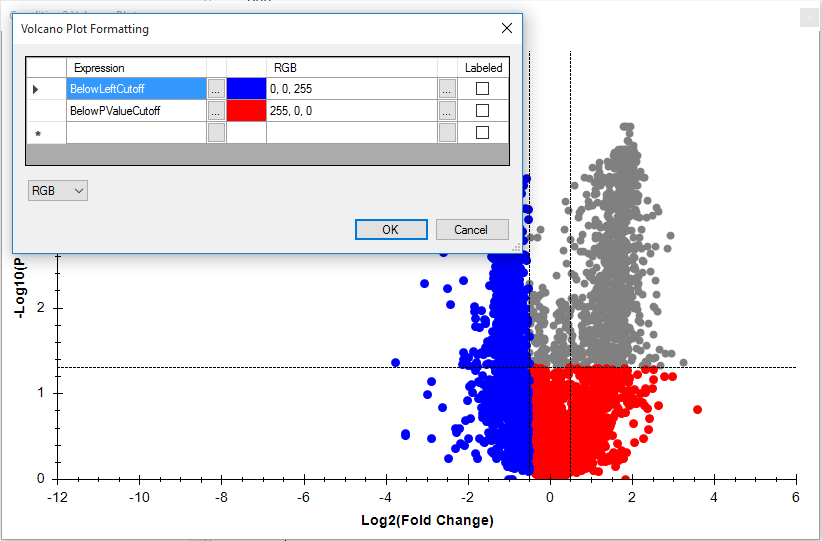 Volcano Plot Formatting
Expression RGB Labeled
BelowLeftCutoff ... 0, 0, 255 ...
BelowPValueCutoff ... 255, 0, 0 ...
*
RGB
OK Cancel
-Log10(P
2
1
0
-12 -10 -8 -6 -4 -2 0 2 4 6
Log2(Fold Change)